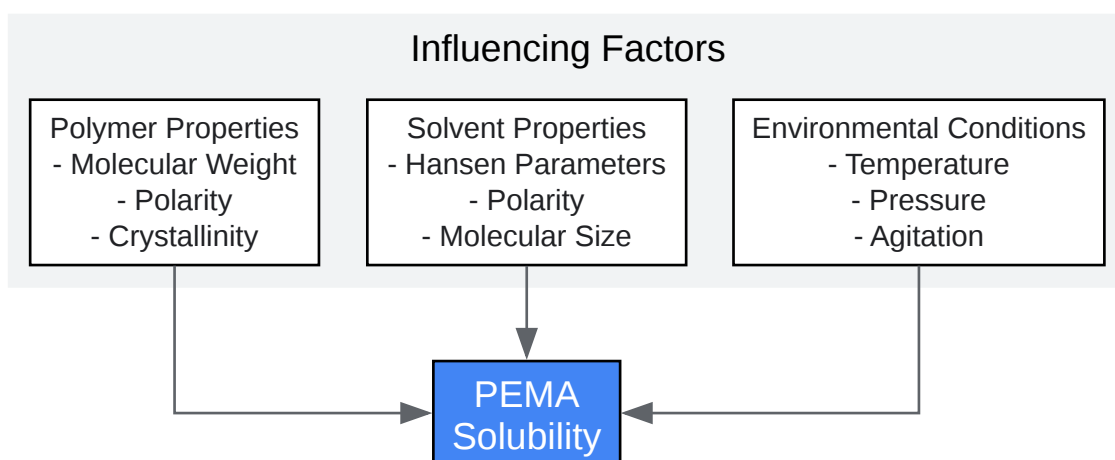 Influencing Factors
Polymer Properties
- Molecular Weight
- Polarity
- Crystallinity
Solvent Properties
- Hansen Parameters
- Polarity
- Molecular Size
Environmental Conditions
- Temperature
- Pressure
- Agitation
PEMA
Solubility